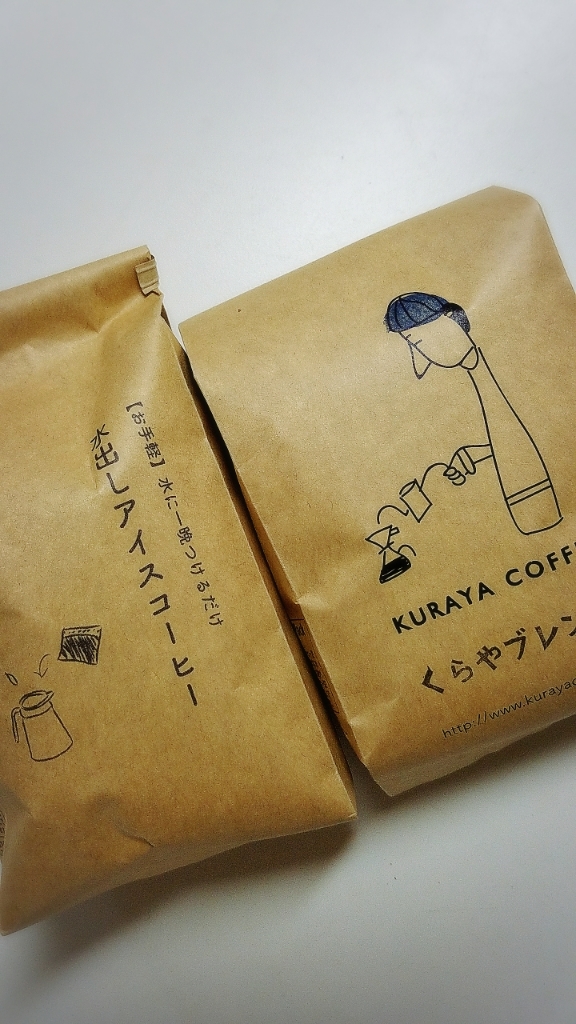 【お手軽】水に一晩つけるだけ
水出しアイスコーヒー
KURAYA COFF
くらやブレン
http://www.kuraya